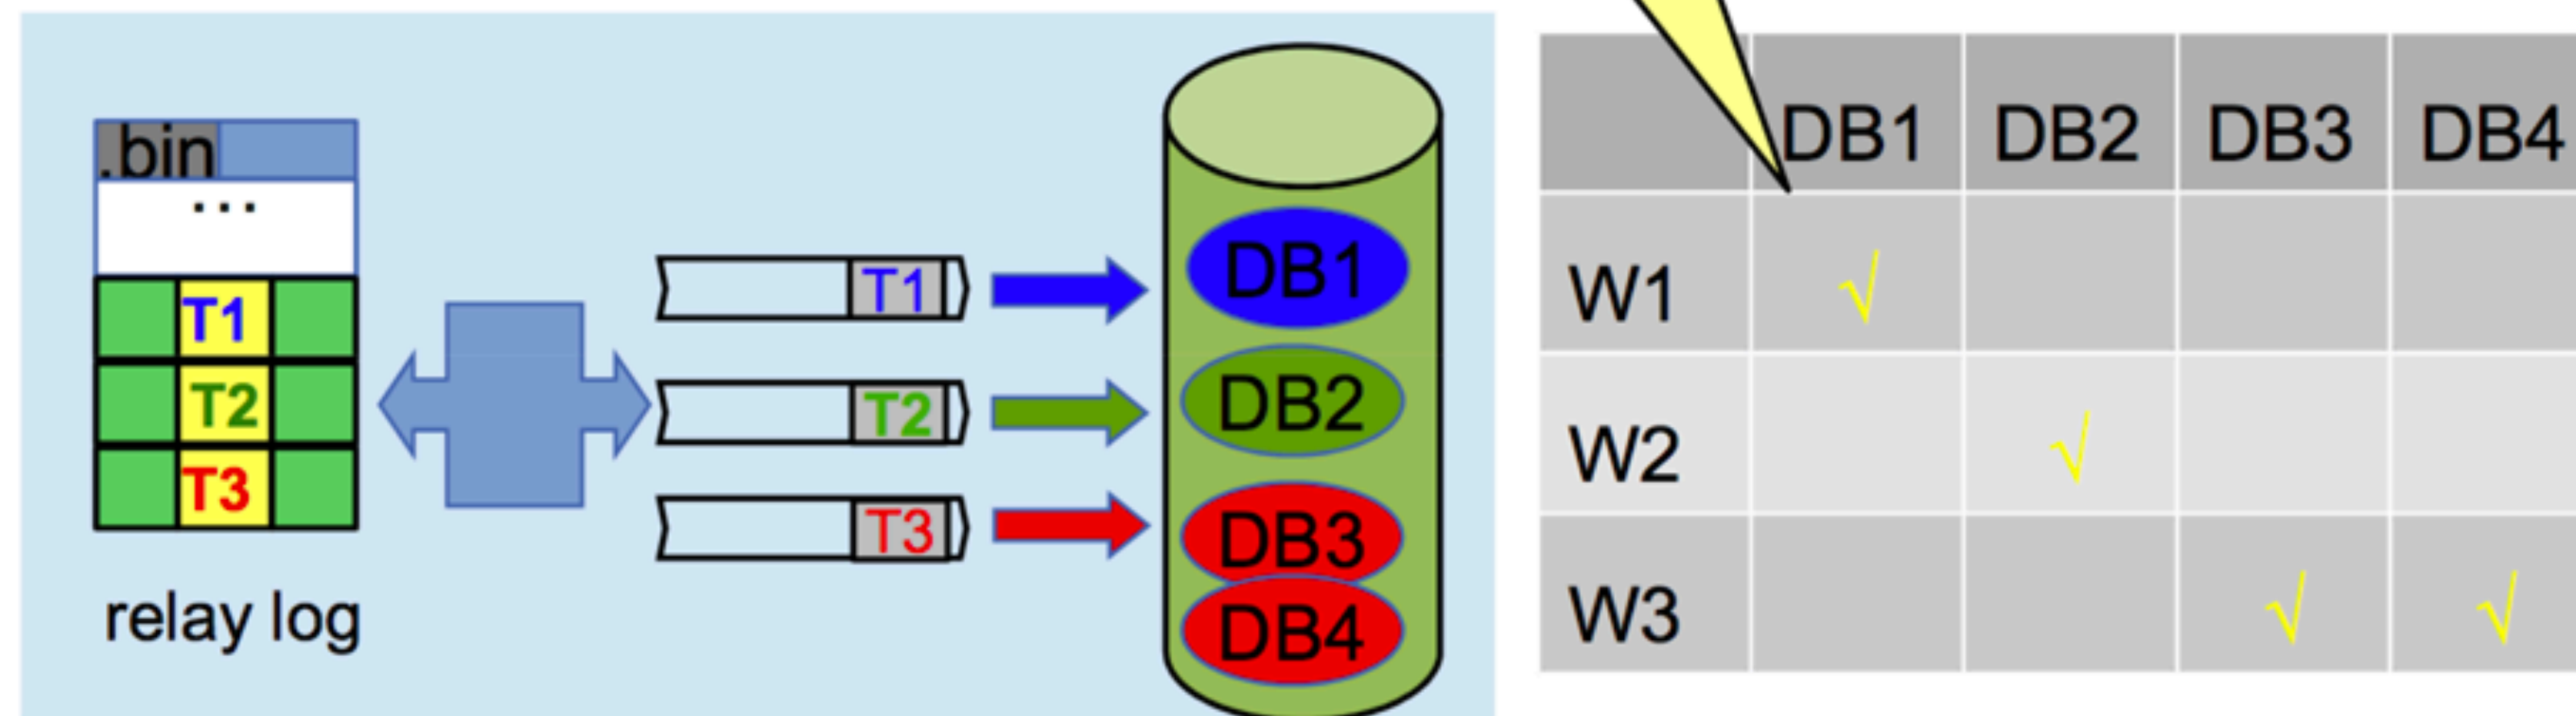 .bin
...
T1
T2
T3
relay log
T1
T2
T3
DB1
DB2
DB3
DB4
DB1 DB2 DB3 DB4
W1 √
W2 √
W3 √ √